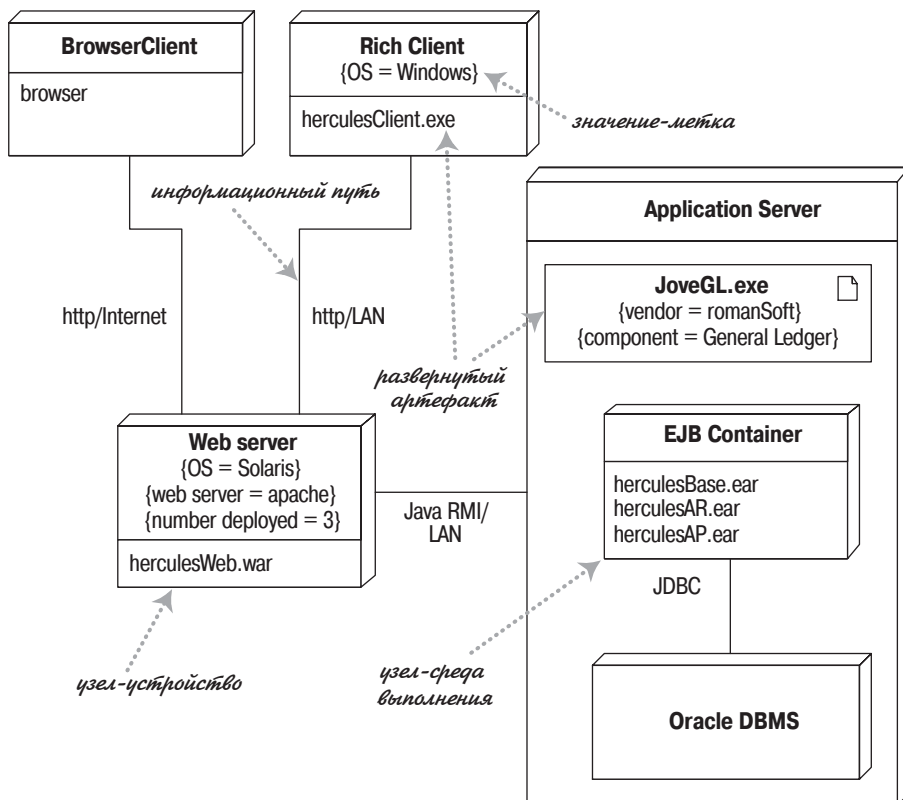 BrowserClient
browser
Rich Client
{OS = Windows}
herculesClient.exe
значение-метка
информационный путь
Application Server
JoveGL.exe
{vendor = romanSoft}
{component = General Ledger}
http/Internet
http/LAN
развернутый
артефакт
Web server
{OS = Solaris}
{web server = apache}
{number deployed = 3}
herculesWeb.war
Java RMI/
LAN
EJB Container
herculesBase.ear
herculesAR.ear
herculesAP.ear
JDBC
узел-устройство
узел-среда
выполнения
Oracle DBMS